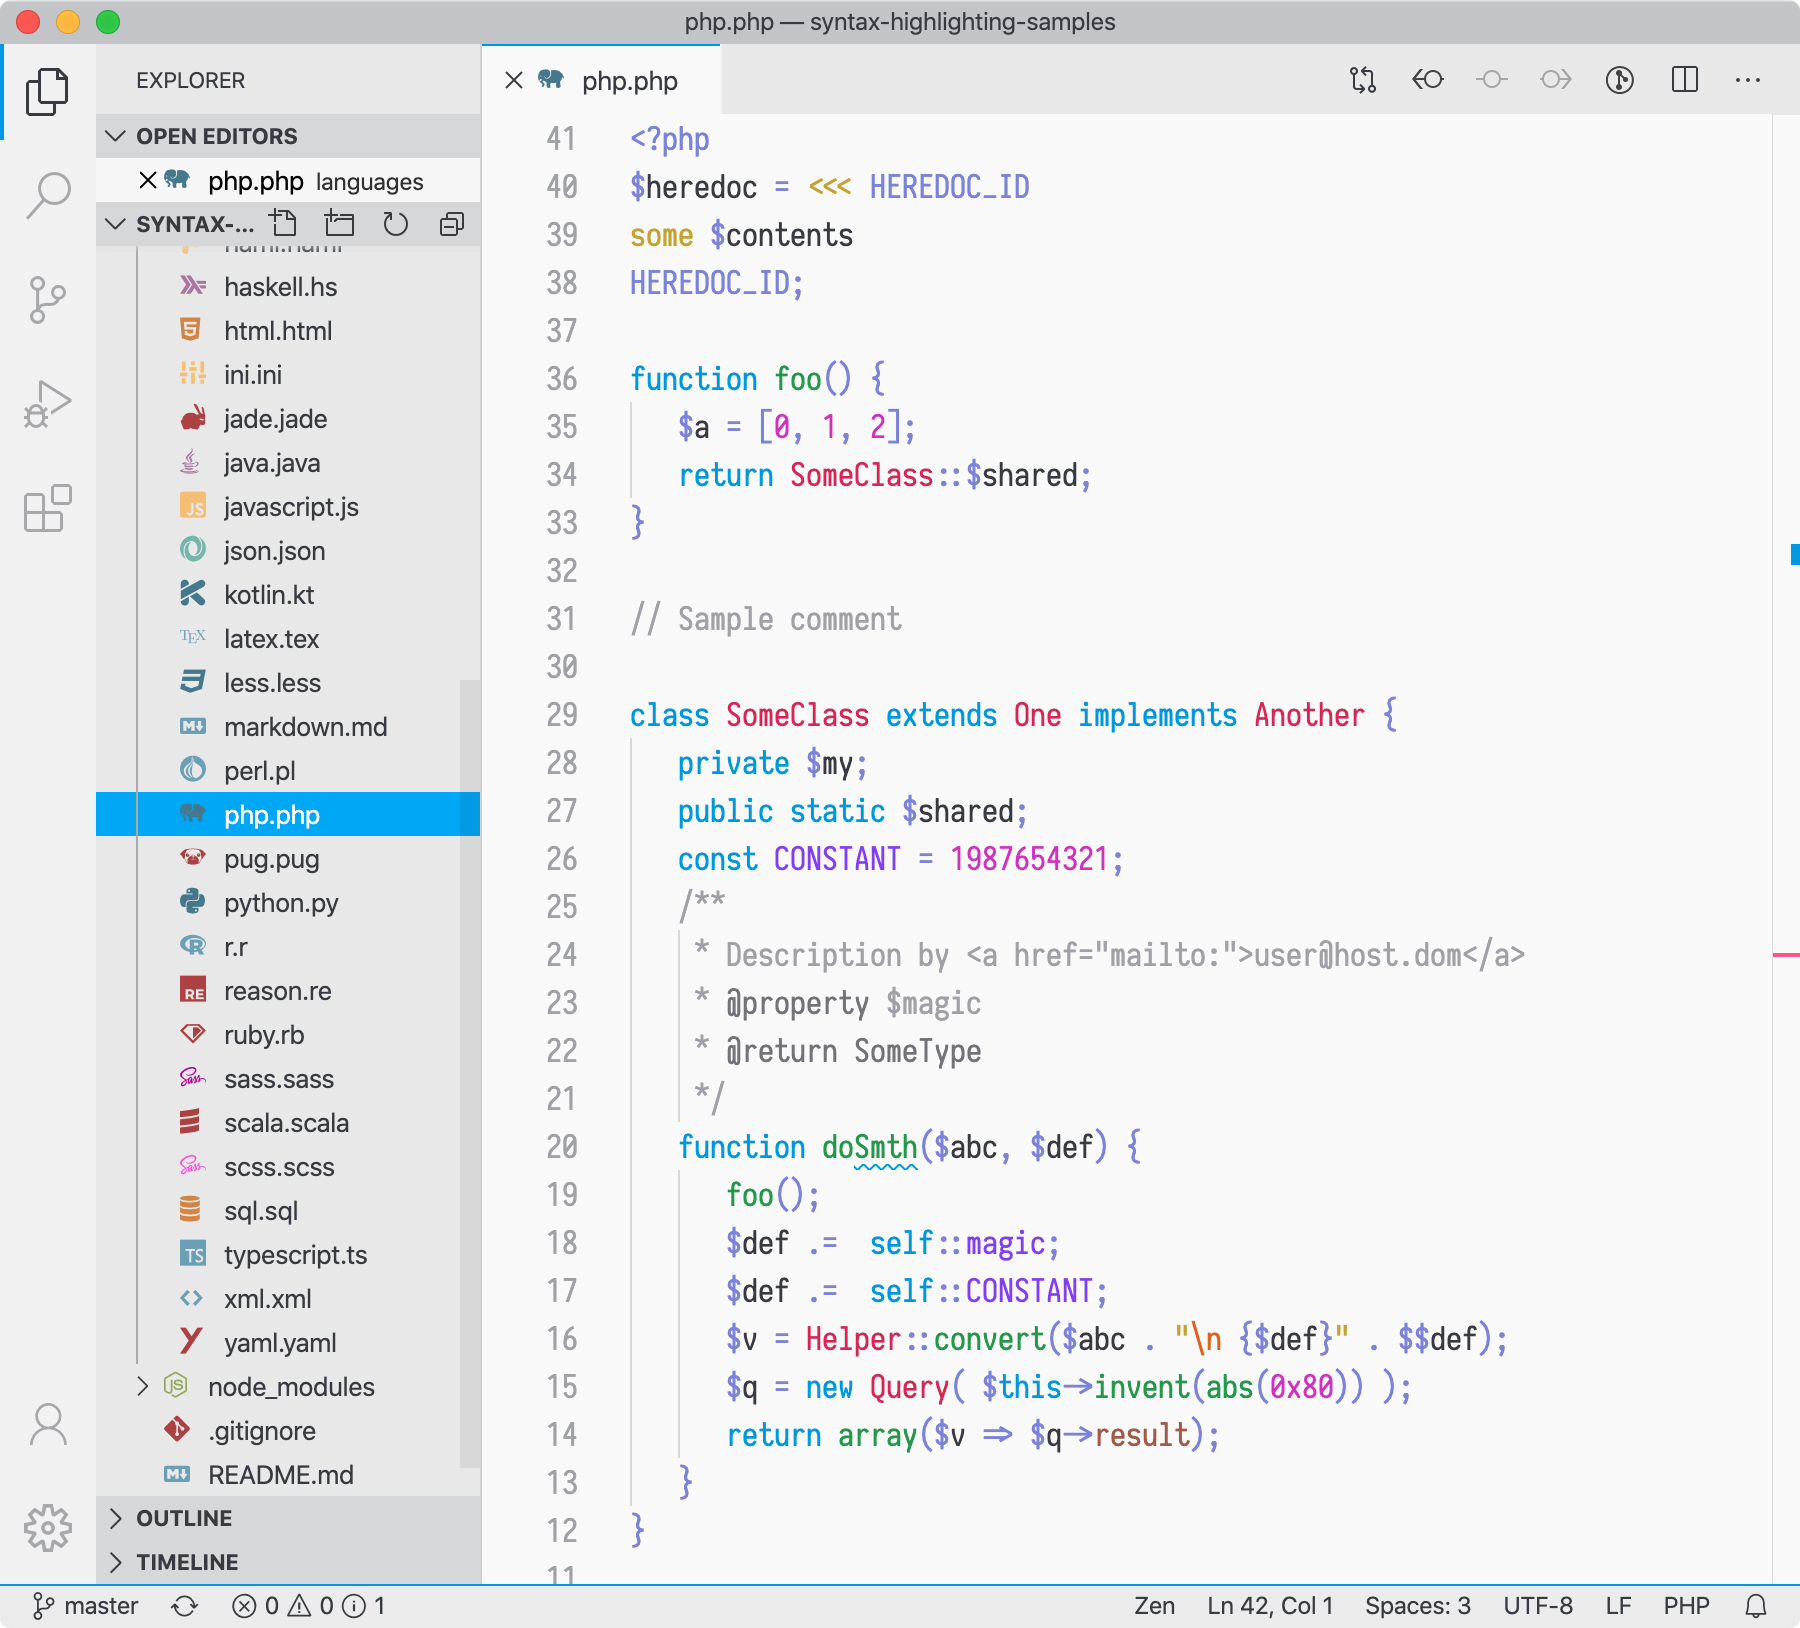 php.php — syntax-highlighting-samples
EXPLORER
OPEN EDITORS
php.php languages
SYNTAX-...
haml.haml
haskell.hs
html.html
ini.ini
jade.jade
java.java
javascript.js
json.json
kotlin.kt
latex.tex
less.less
markdown.md
perl.pl
php.php
pug.pug
python.py
r.r
reason.re
ruby.rb
sass.sass
scala.scala
scss.scss
sql.sql
typescript.ts
xml.xml
yaml.yaml
node_modules
.gitignore
README.md
OUTLINE
TIMELINE
php.php
41 <?php
40 $heredoc = <<< HEREDOC_ID
39 some $contents
38 HEREDOC_ID;
37
36 function foo() {
35 $a = [0, 1, 2];
34 return SomeClass::$shared;
33 }
32
31 // Sample comment
30
29 class SomeClass extends One implements Another {
28 private $my;
27 public static $shared;
26 const CONSTANT = 1987654321;
25 /**
24 * Description by <a href="mailto:">user@host.dom</a>
23 * @property $magic
22 * @return SomeType
21 */
20 function doSmth($abc, $def) {
19 foo();
18 $def .= self::magic;
17 $def .= self::CONSTANT;
16 $v = Helper::convert($abc . "\n {$def}" . $$def);
15 $q = new Query( $this->invent(abs(0x80)) );
14 return array($v => $q->result);
13 }
12 }
11
master 0 0 1 Zen Ln 42, Col 1 Spaces: 3 UTF-8 LF PHP